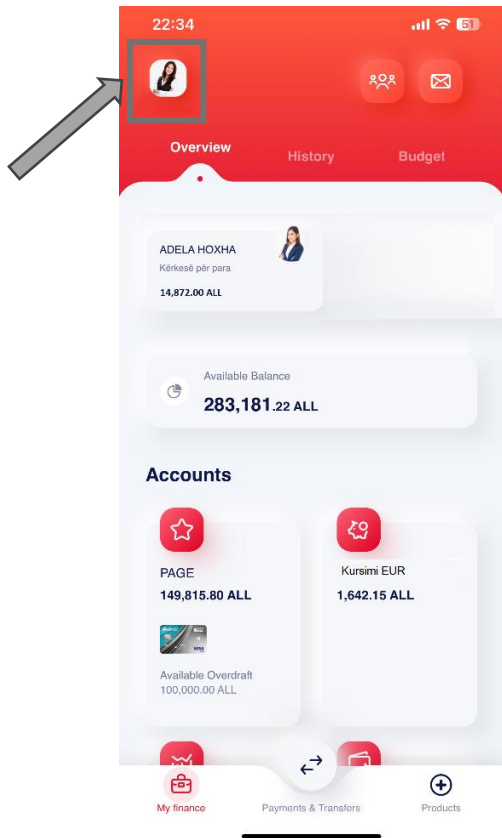 22:34
51
Overview
History
Budget
ADELA HOXHA
Kërkesë për para
14,872.00 ALL
Available Balance
283,181.22 ALL
Accounts
PAGE
149,815.80 ALL
Available Overdraft
100,000.00 ALL
Kursimi EUR
1,642.15 ALL
My finance
Payments & Transfers
Products